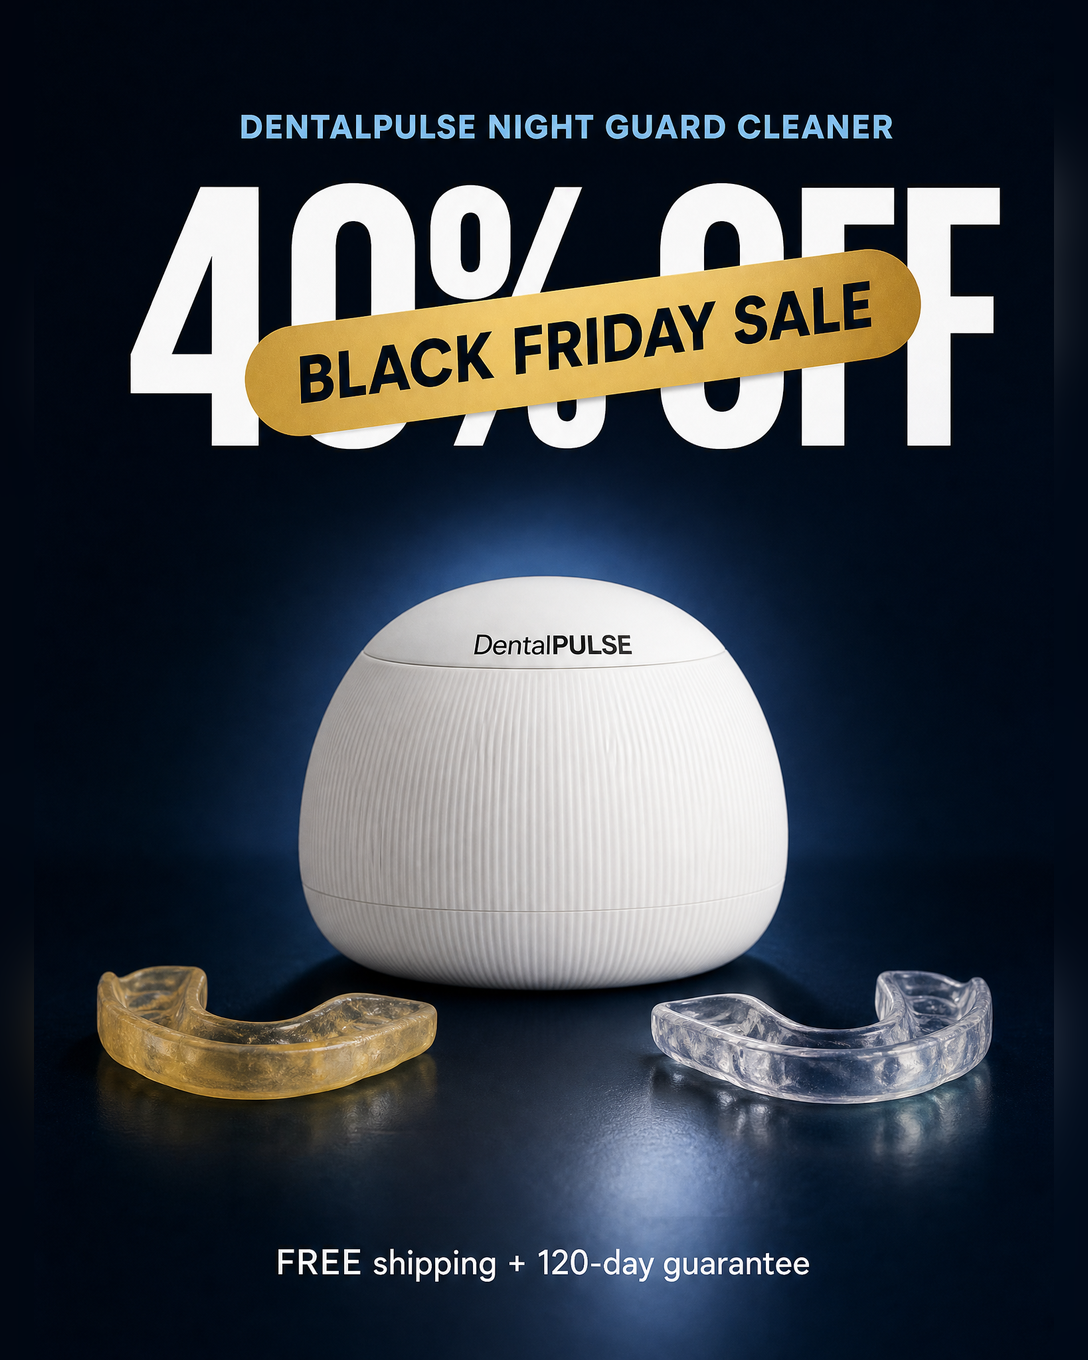 DENTALPULSE NIGHT GUARD CLEANER
40% OFF
BLACK FRIDAY SALE
DentalPULSE
FREE shipping + 120-day guarantee